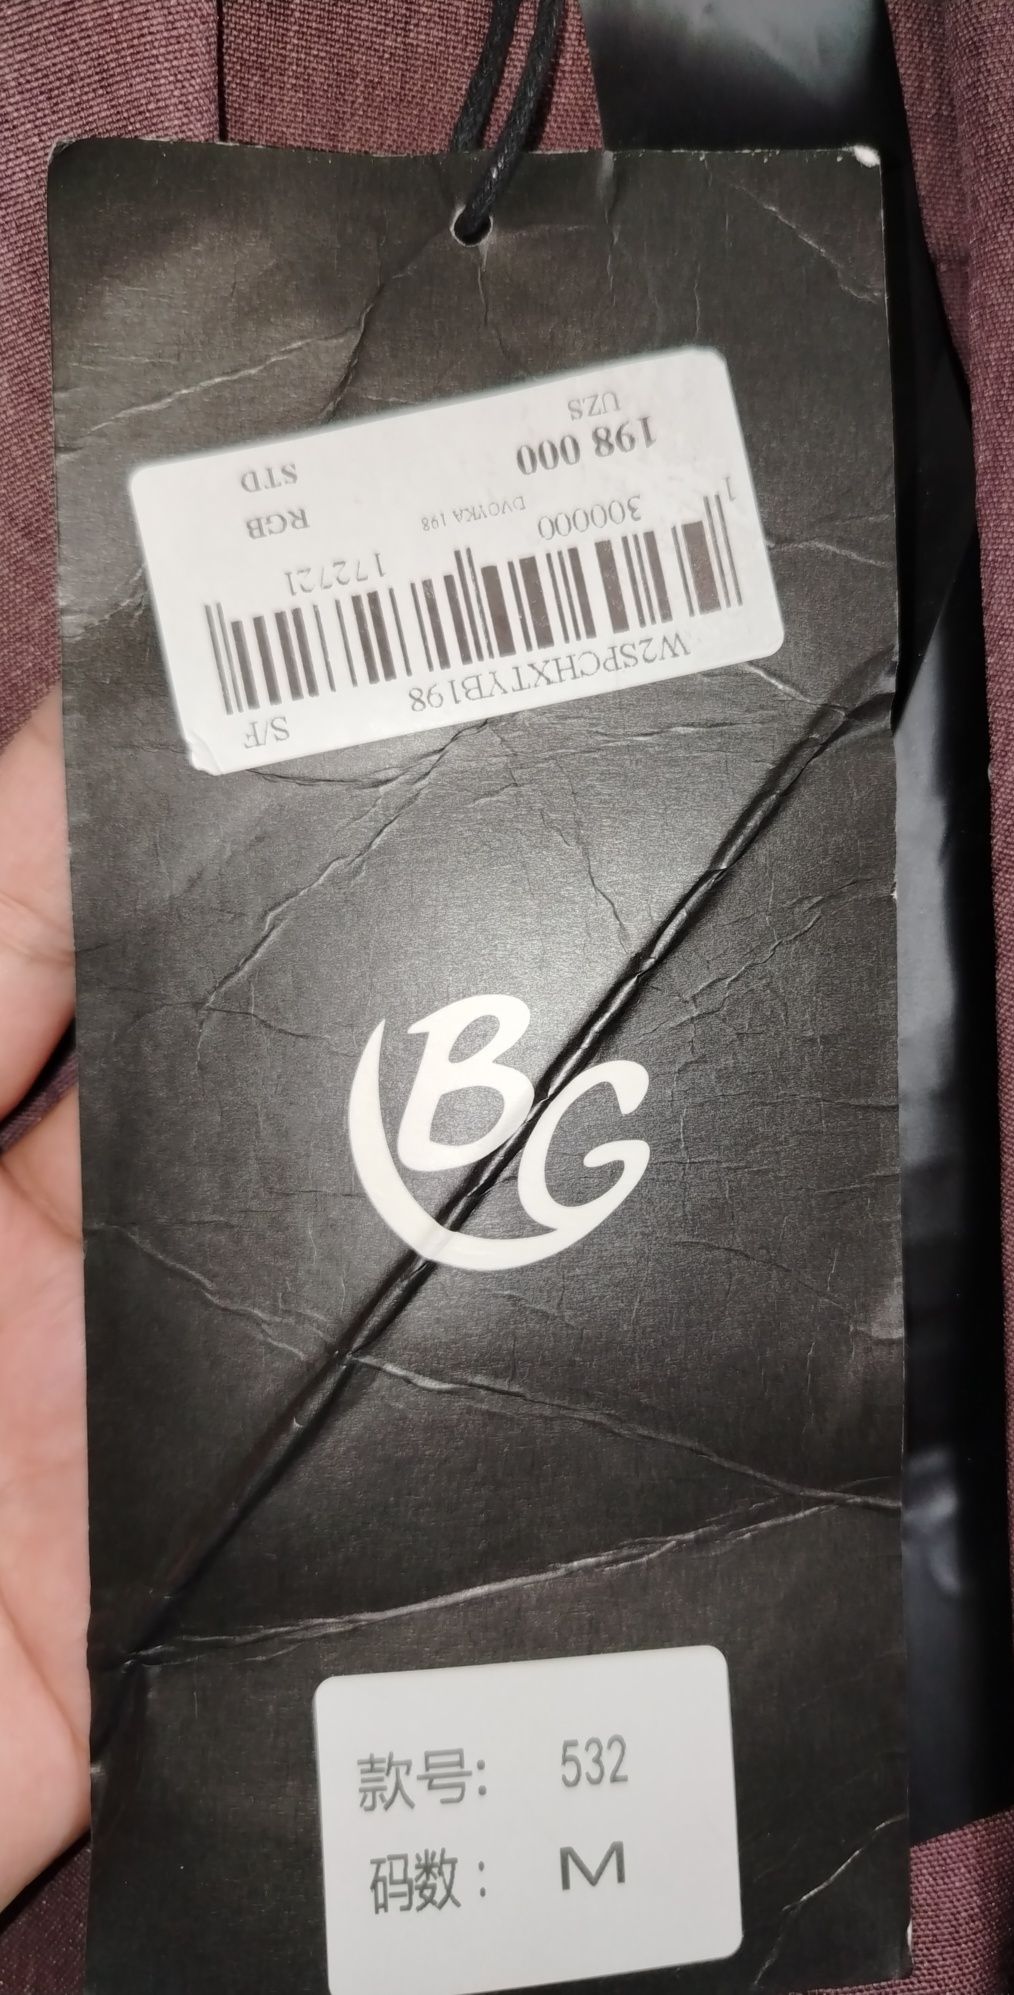 W2SPCHXTYB198 S/F
1 300000 172721
DVOYKA 198
RGB
198 000 STD
UZS
BG
款号: 532
码数: M